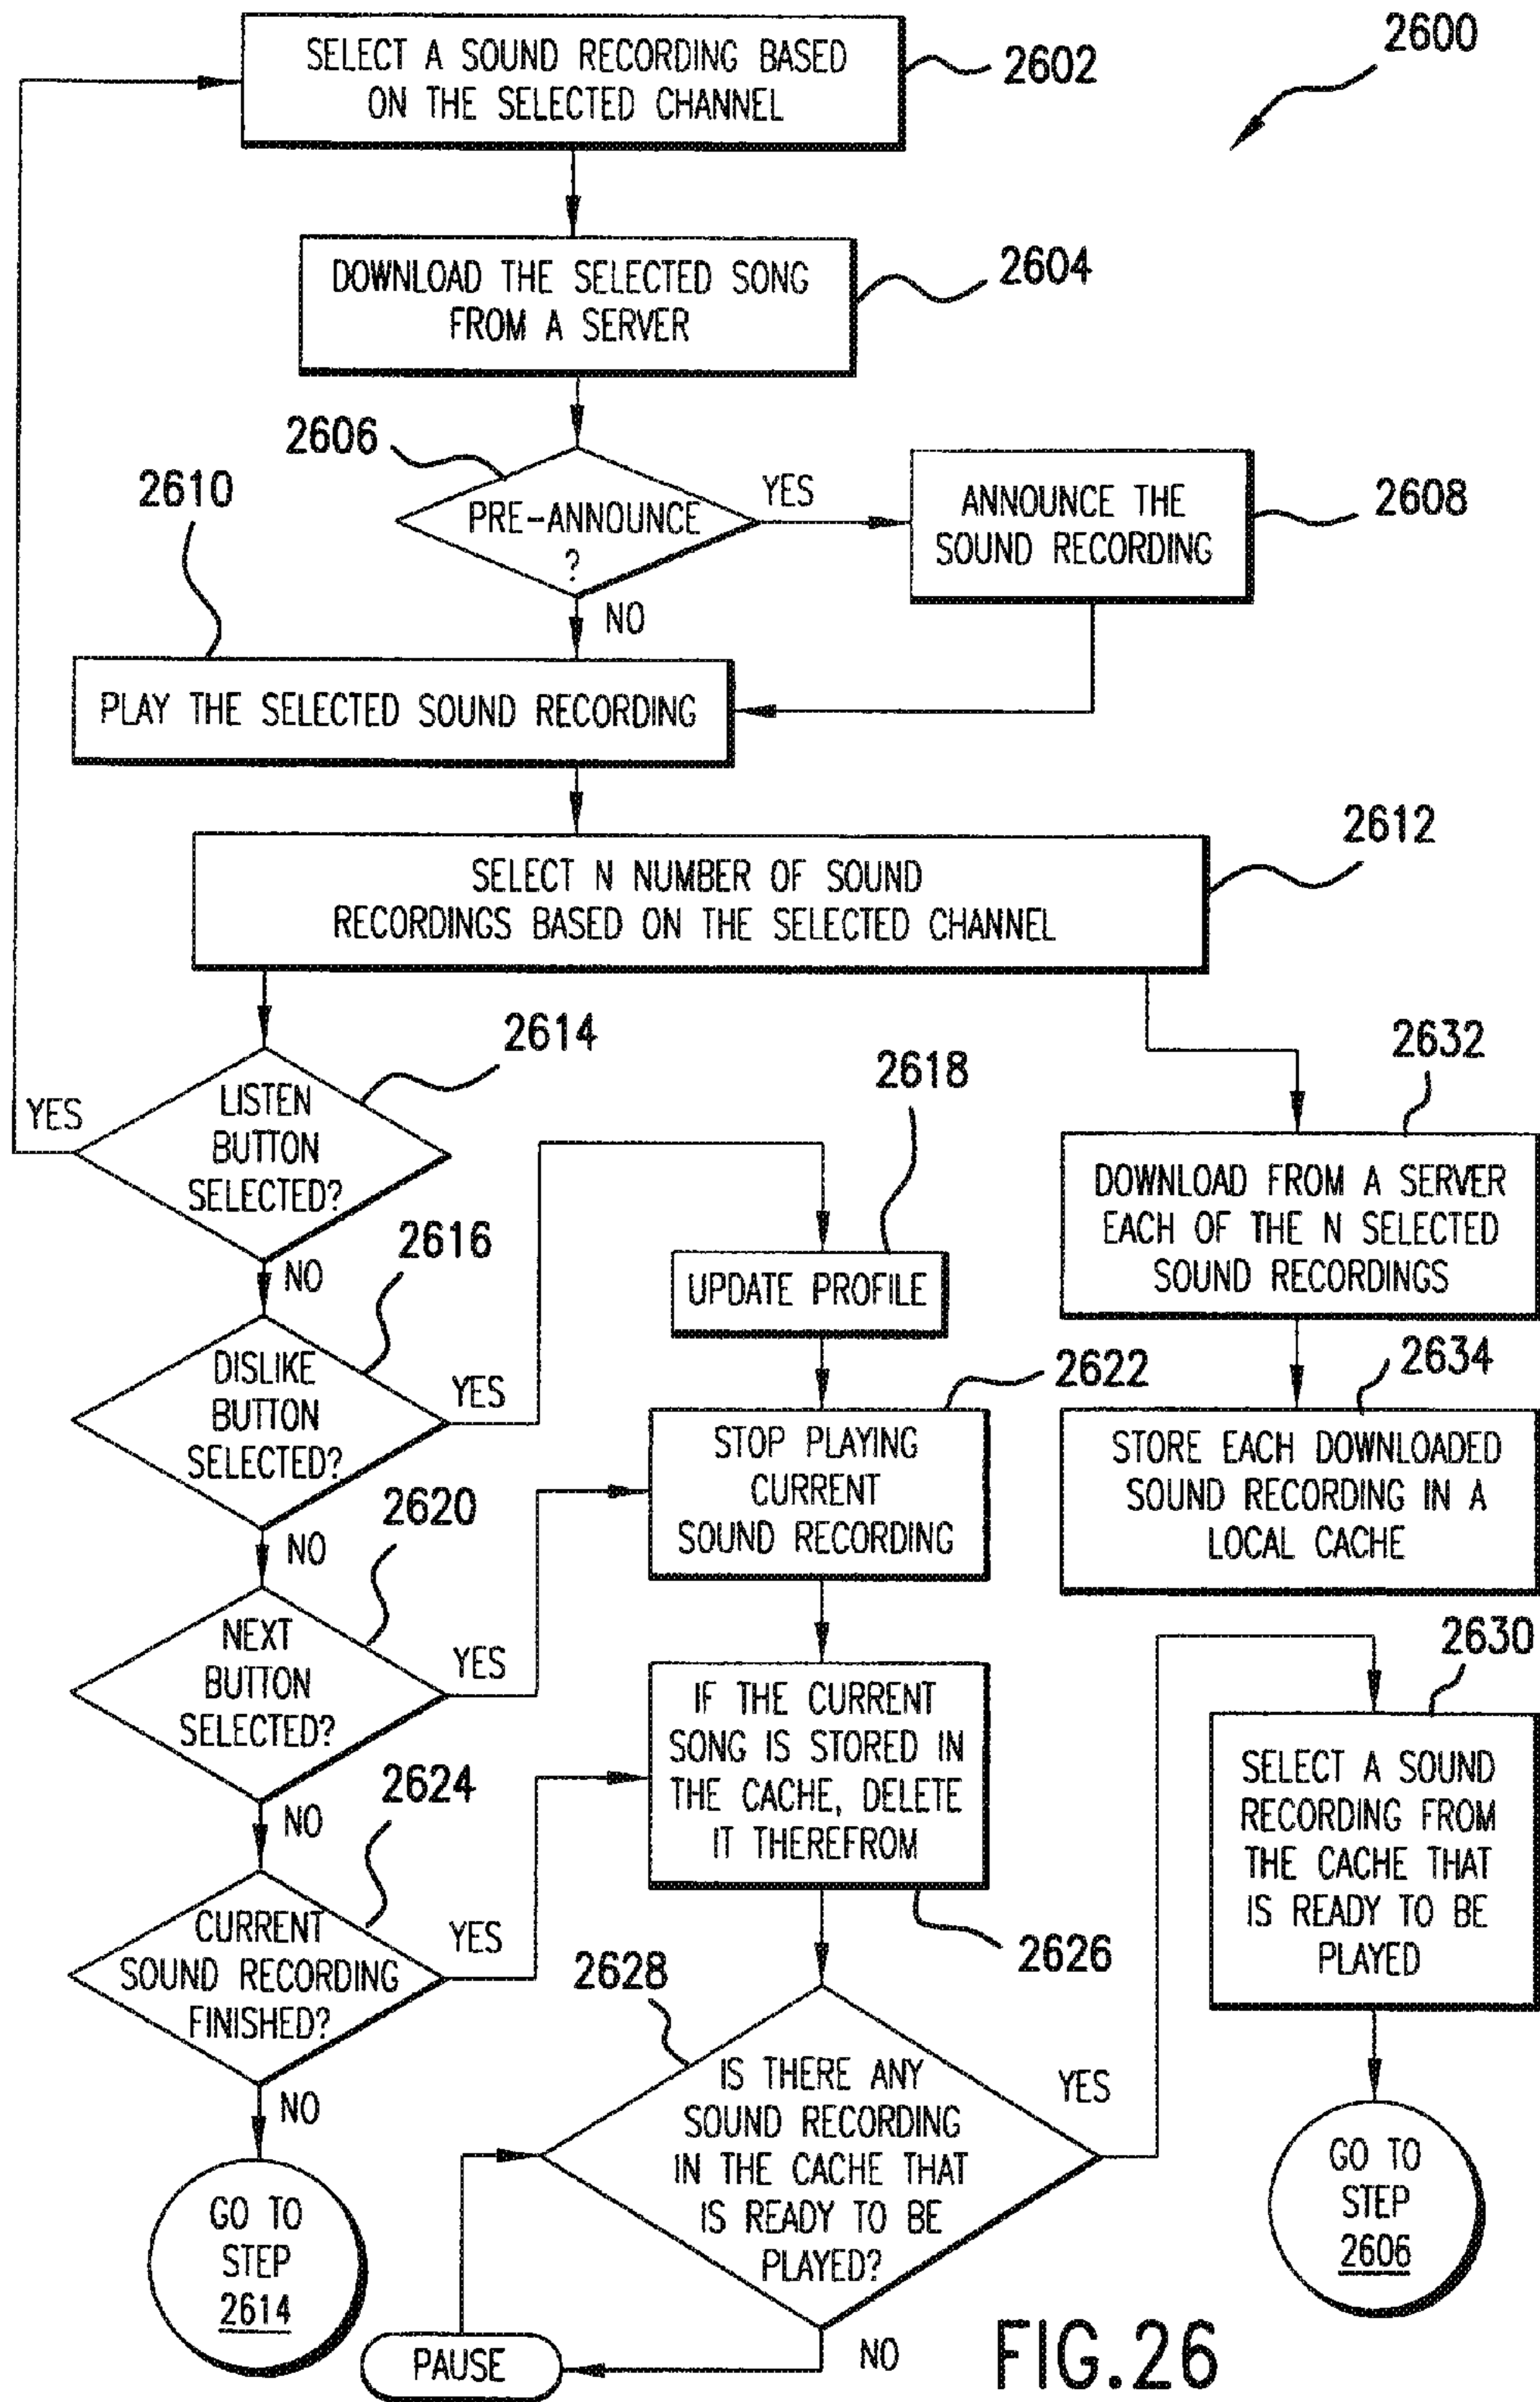 2600
SELECT A SOUND RECORDING BASED
ON THE SELECTED CHANNEL
2602
DOWNLOAD THE SELECTED SONG
FROM A SERVER
2604
2606
PRE-ANNOUNCE
?
YES
NO
ANNOUNCE THE
SOUND RECORDING
2608
2610
PLAY THE SELECTED SOUND RECORDING
2612
SELECT N NUMBER OF SOUND
RECORDINGS BASED ON THE SELECTED CHANNEL
2614
LISTEN
BUTTON
SELECTED?
YES
NO
2616
DISLIKE
BUTTON
SELECTED?
YES
NO
2618
UPDATE PROFILE
2620
NEXT
BUTTON
SELECTED?
YES
NO
2622
STOP PLAYING
CURRENT
SOUND RECORDING
2624
CURRENT
SOUND RECORDING
FINISHED?
YES
NO
GO TO
STEP
2614
IF THE CURRENT
SONG IS STORED IN
THE CACHE, DELETE
IT THEREFROM
2626
2628
IS THERE ANY
SOUND RECORDING
IN THE CACHE THAT
IS READY TO BE
PLAYED?
YES
NO
PAUSE
2632
DOWNLOAD FROM A SERVER
EACH OF THE N SELECTED
SOUND RECORDINGS
2634
STORE EACH DOWNLOADED
SOUND RECORDING IN A
LOCAL CACHE
2630
SELECT A SOUND
RECORDING FROM
THE CACHE THAT
IS READY TO BE
PLAYED
GO TO
STEP
2606
FIG.26